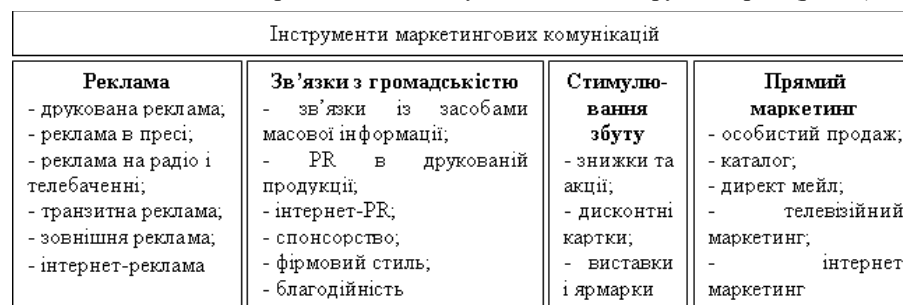 Інструменти маркетингових комунікацій
Реклама
- друкована реклама;
- реклама в пресі;
- реклама на радіо і
телебаченні;
- транзитна реклама;
- зовнішня реклама;
- інтернет-реклама
Зв’язки з громадськістю
- зв’язки із засобами
масової інформації;
- PR в друкованій
продукції;
- інтернет-PR;
- спонсорство;
- фірмовий стиль;
- благодійність
Стимулю-
вання
збуту
- знижки та
акції;
- дисконтні
картки;
- виставки
і ярмарки
Прямий
маркетинг
- особистий продаж;
- каталог;
- директ мейл;
- телевізійний
маркетинг;
- інтернет
маркетинг